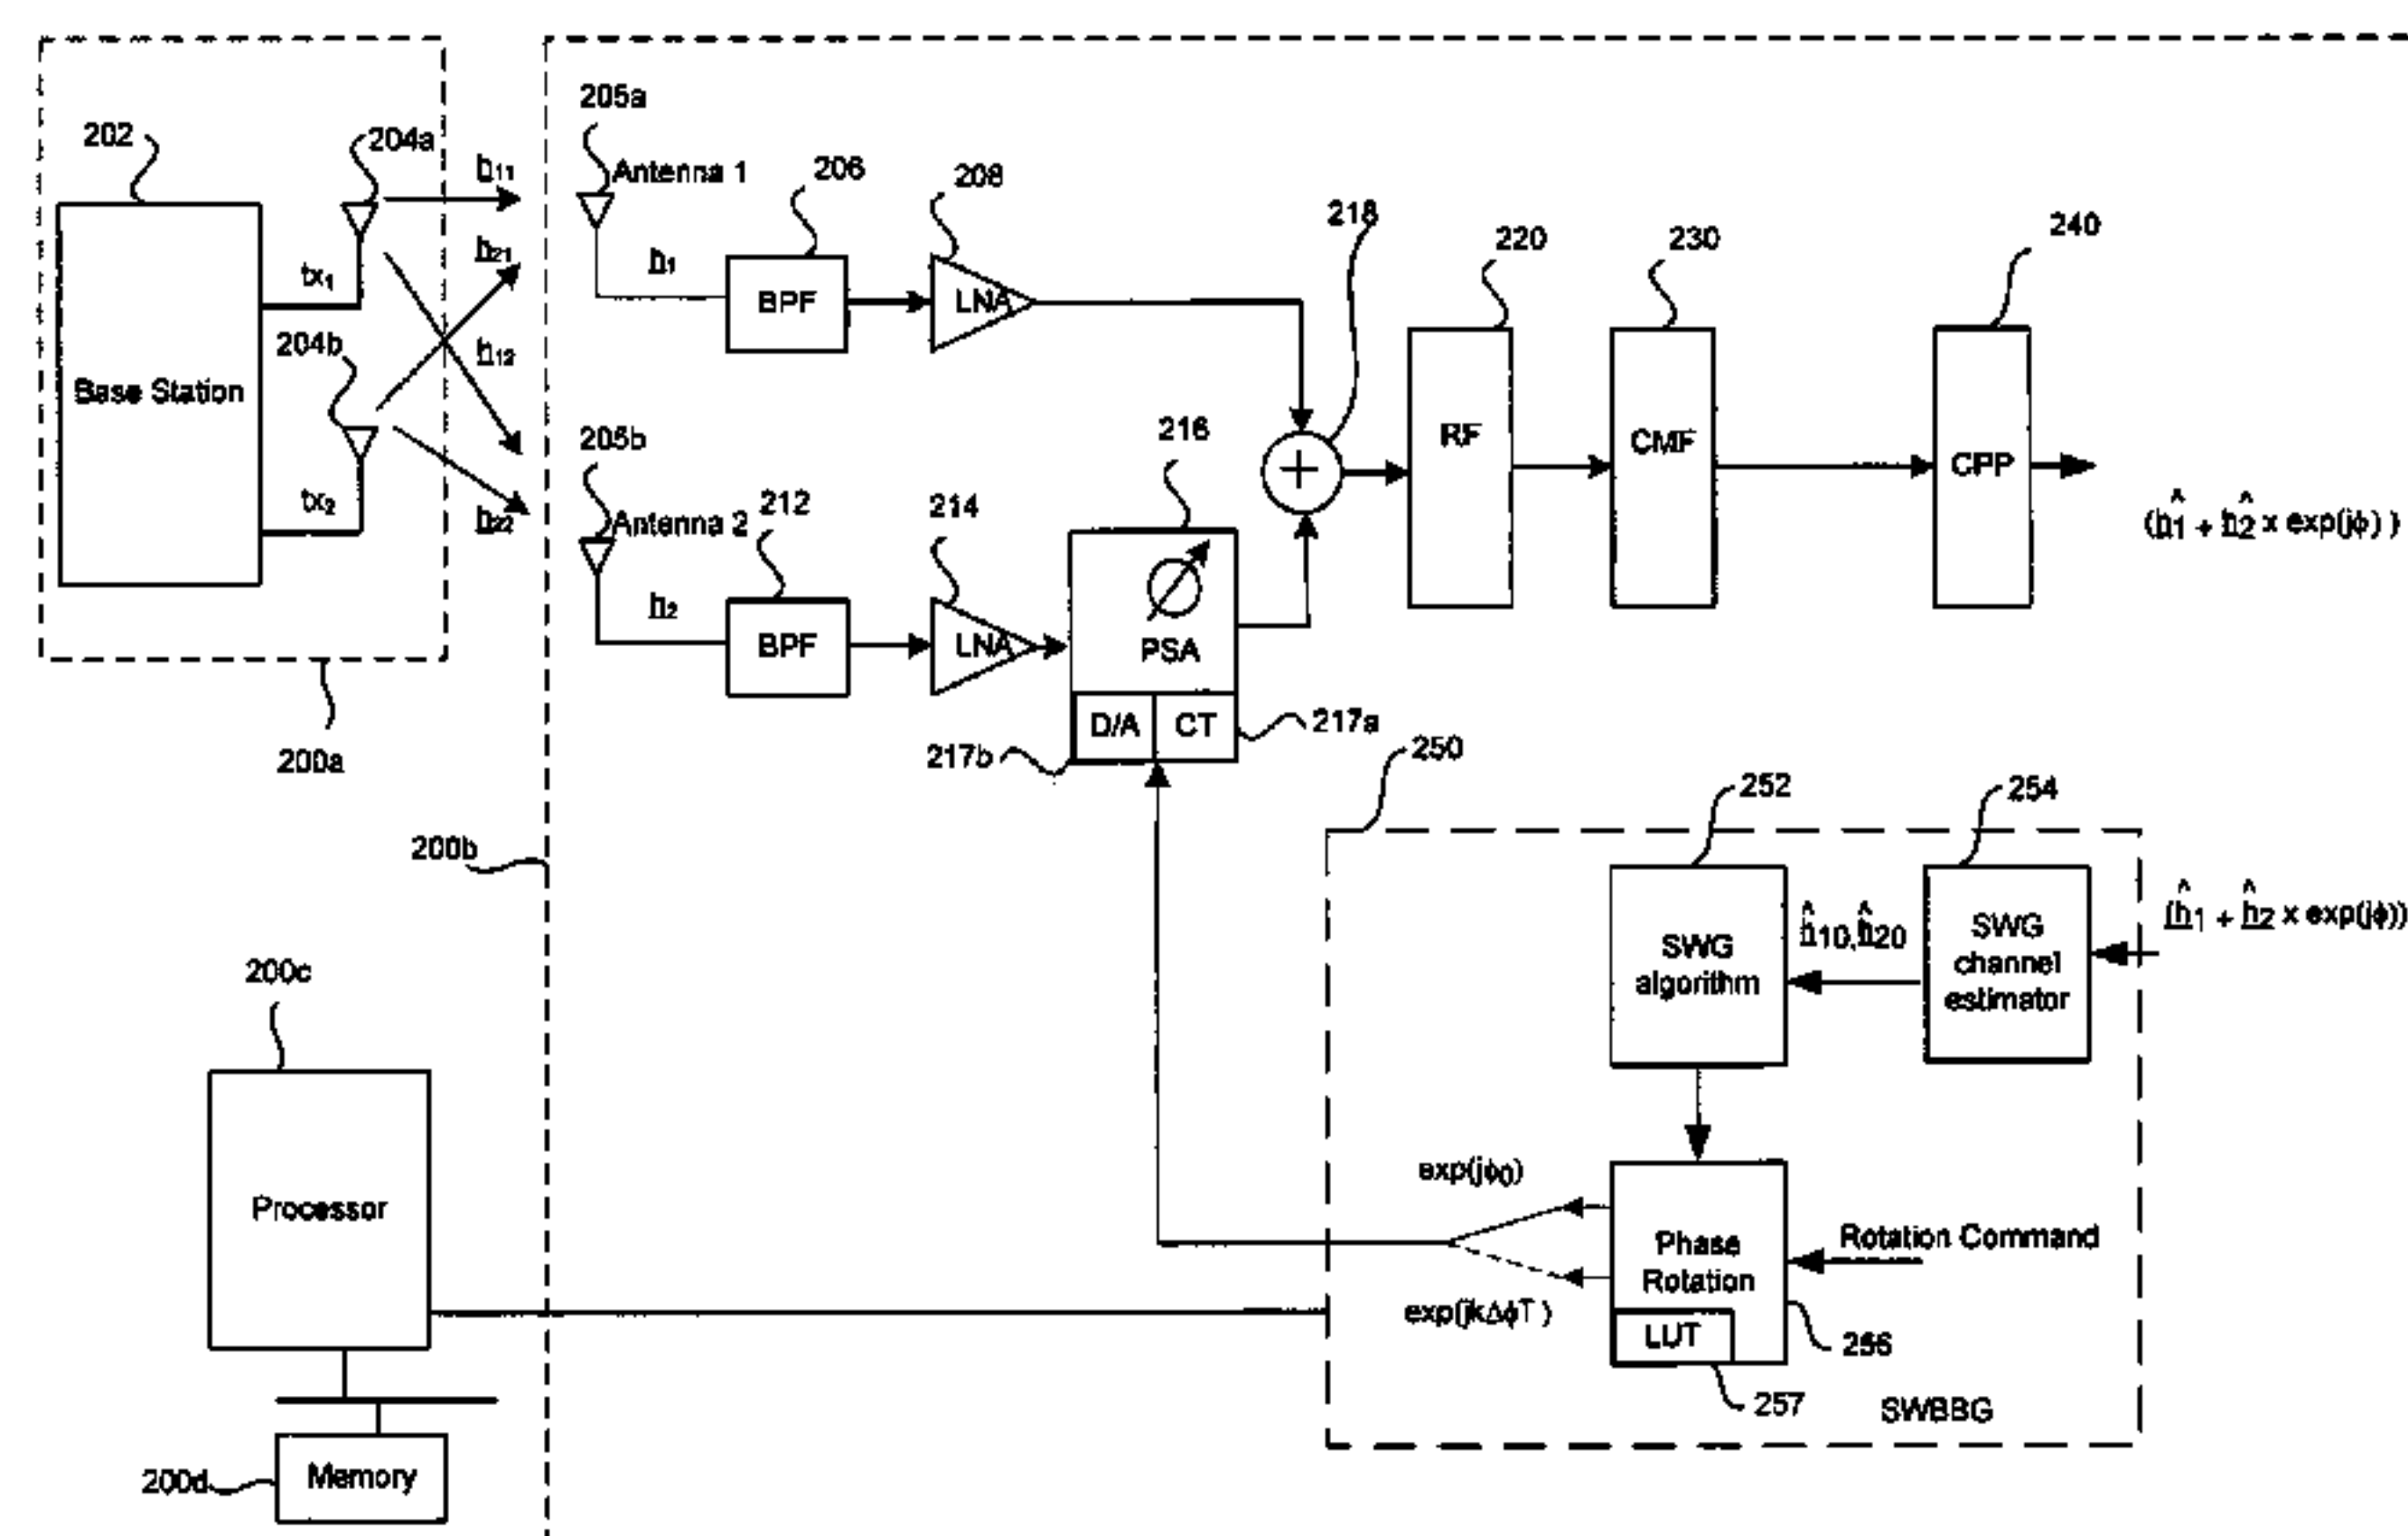 202
204a
h11
205a
Antenna 1
206
208
218
220
230
240
tx1
h21
h1
BPF
LNA
204b
h12
Base Station
RF
CMF
CPP
205b
216
tx2
h22
Antenna 2
212
214
(ĥ1 + ĥ2 x exp(jϕ) )
h2
BPF
LNA
PSA
D/A
CT
217a
217b
200a
250
252
254
200b
SWG
algorithm
ĥ10,ĥ20
SWG
channel
estimator
(ĥ1 + ĥ2 x exp(jϕ))
200c
exp(jϕ0)
Processor
Phase
Rotation
Rotation Command
exp(jkΔϕT )
LUT
256
257
SWBBG
200d
Memory